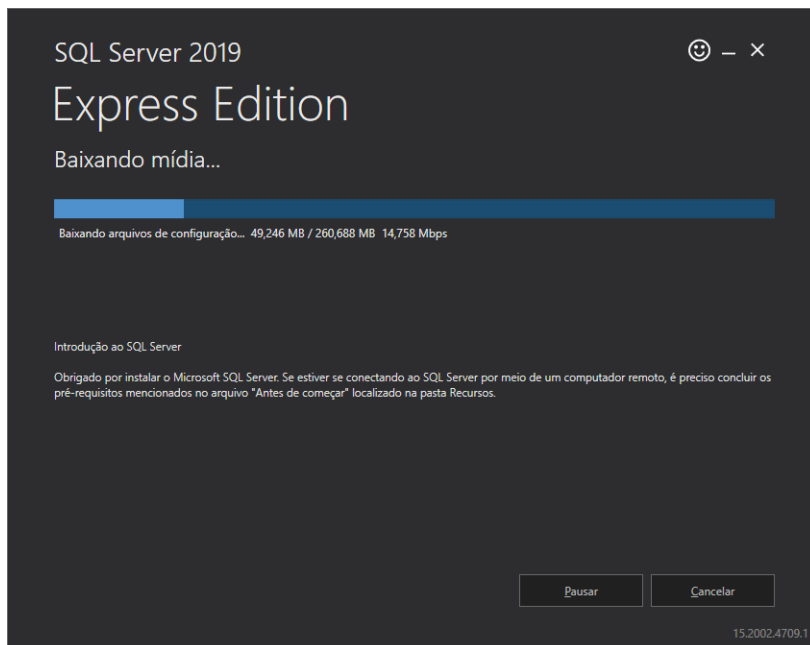 SQL Server 2019
Express Edition
Baixando mídia...
Baixando arquivos de configuração... 49,246 MB / 260,688 MB 14,758 Mbps
Introdução ao SQL Server
Obrigado por instalar o Microsoft SQL Server. Se estiver se conectando ao SQL Server por meio de um computador remoto, é preciso concluir os
pré-requisitos mencionados no arquivo "Antes de começar" localizado na pasta Recursos.
Pausar
Cancelar
15.2002.4709.1